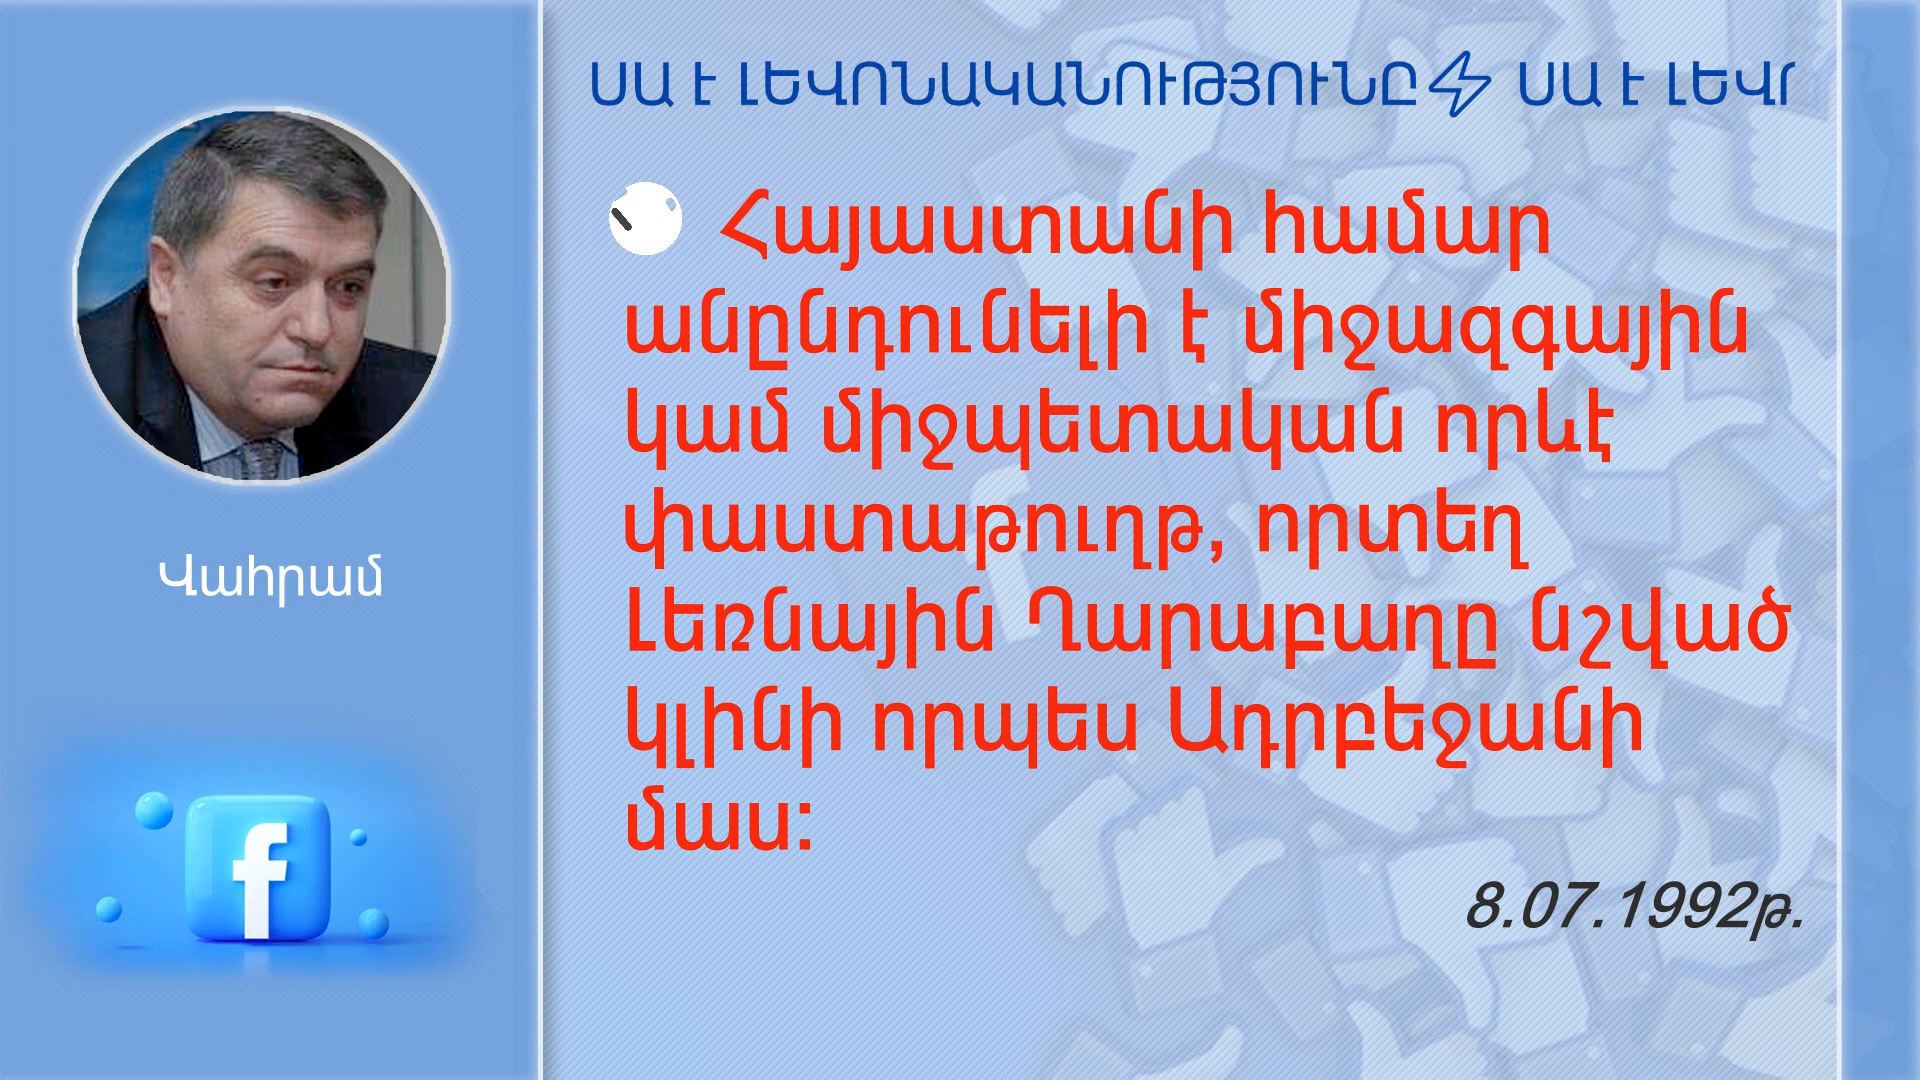 ՍԱ Է ԼԵՎՈՆԱԿԱՆՈՒԹՅՈՒՆԸ⚡ ՍԱ Է ԼԵՎ
Հայաստանի համար
անընդունելի է միջազգային
կամ միջպետական որևէ
փաստաթուղթ, որտեղ
Լեռնային Ղարաբաղը նշված
կլինի որպես Ադրբեջանի
մաս:
8.07.1992թ.
Վահրամ
f